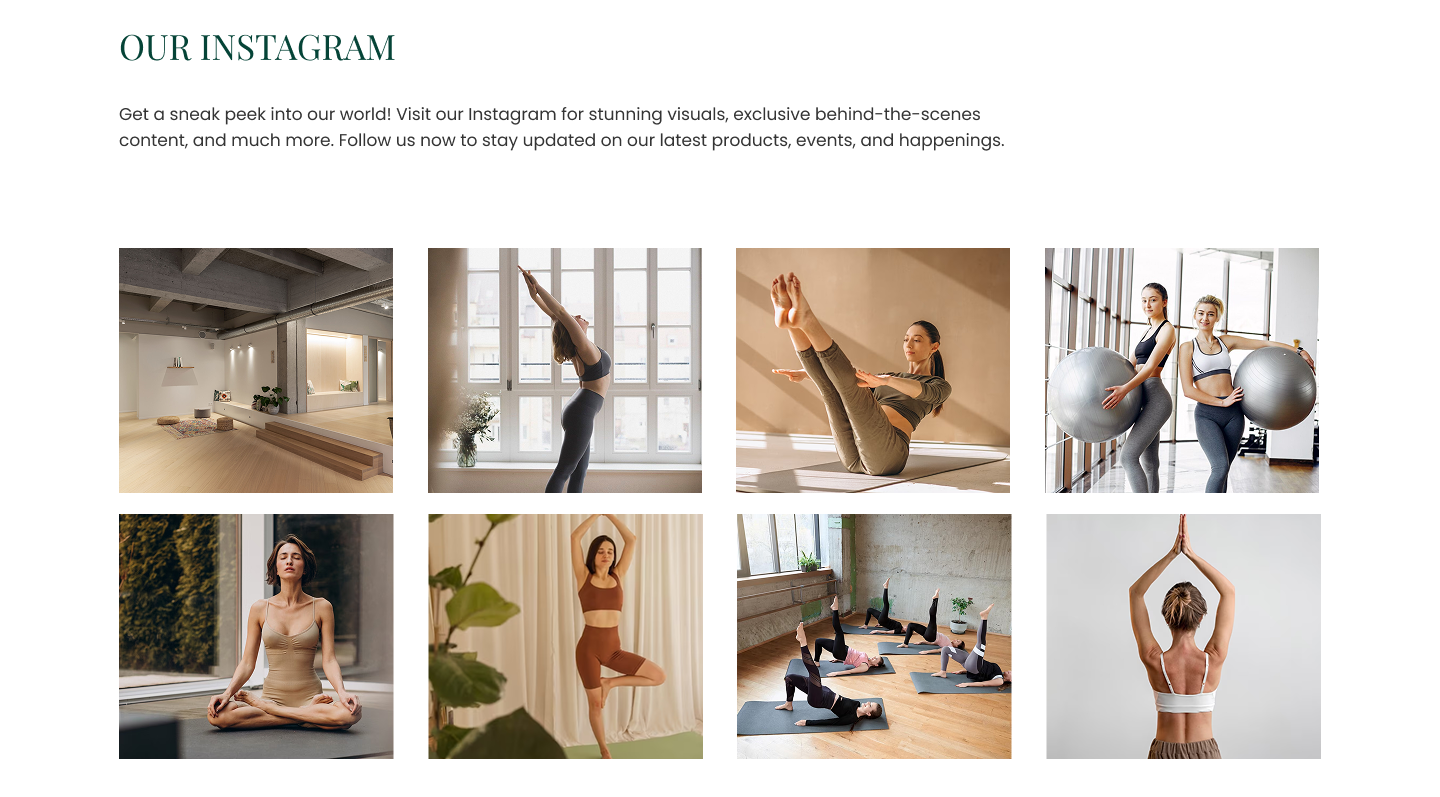 OUR INSTAGRAM
Get a sneak peek into our world! Visit our Instagram for stunning visuals, exclusive behind-the-scenes
content, and much more. Follow us now to stay updated on our latest products, events, and happenings.